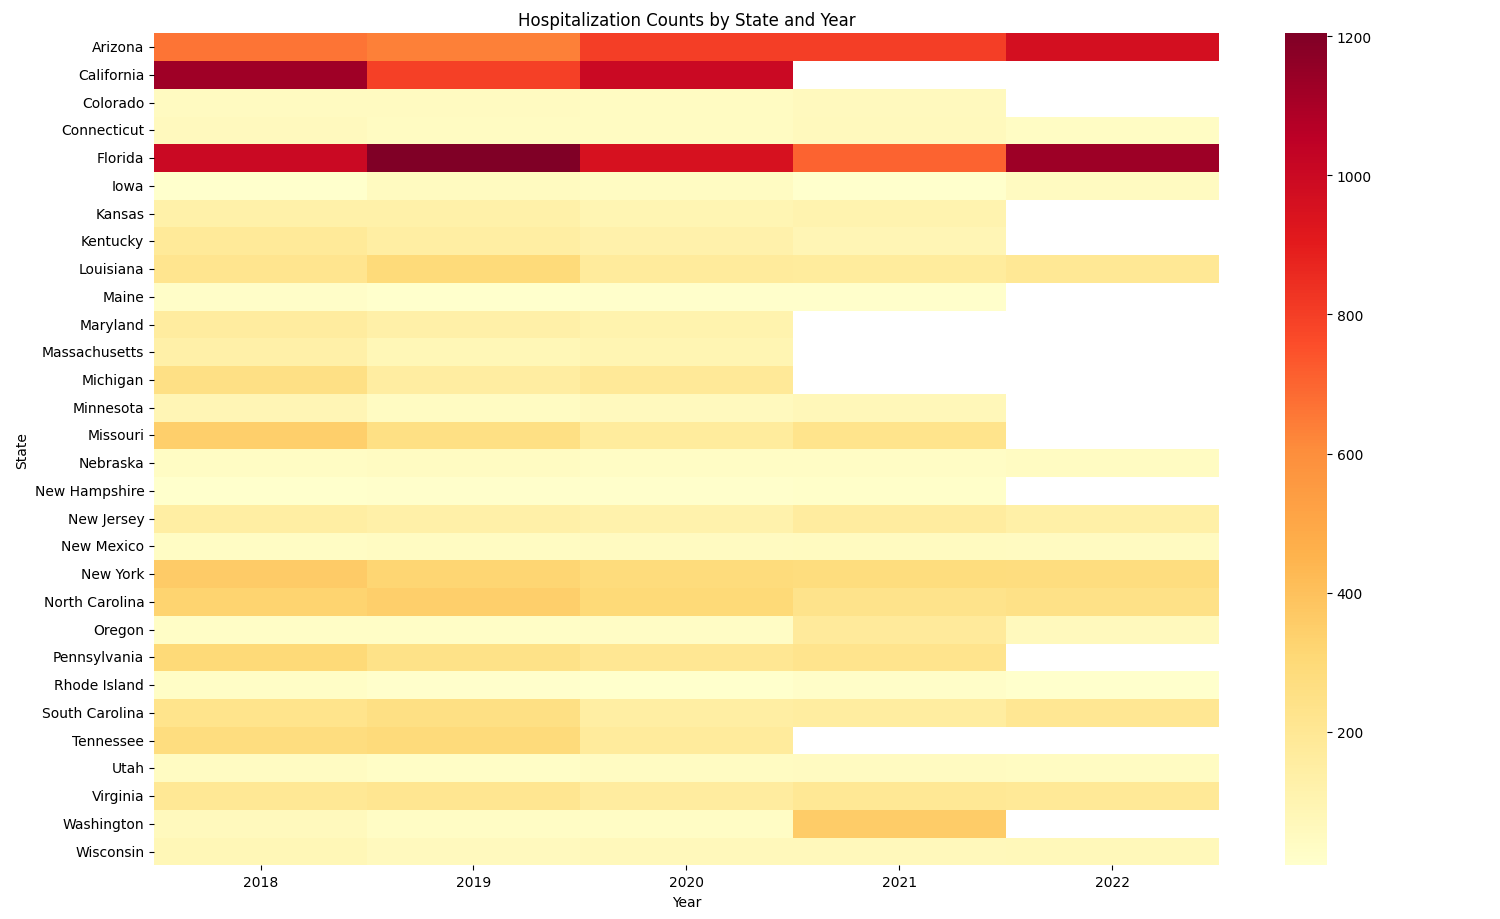 Hospitalization Counts by State and Year
State
Arizona
California
Colorado
Connecticut
Florida
Iowa
Kansas
Kentucky
Louisiana
Maine
Maryland
Massachusetts
Michigan
Minnesota
Missouri
Nebraska
New Hampshire
New Jersey
New Mexico
New York
North Carolina
Oregon
Pennsylvania
Rhode Island
South Carolina
Tennessee
Utah
Virginia
Washington
Wisconsin
2018 2019 2020 2021 2022
Year
1200
1000
800
600
400
200